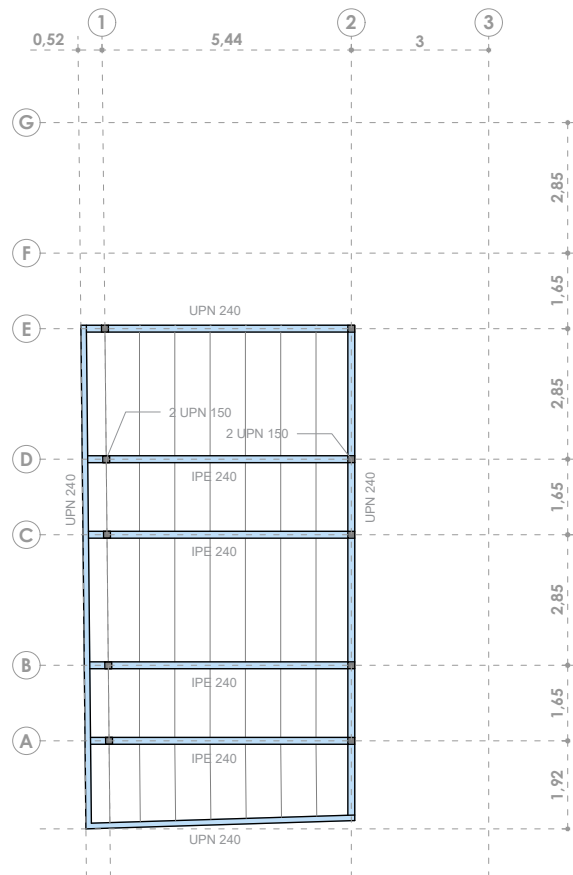 1
2
3
0,52
5,44
3
G
2,85
F
1,65
UPN 240
E
2,85
2 UPN 150
2 UPN 150
D
IPE 240
UPN 240
UPN 240
1,65
C
IPE 240
2,85
B
IPE 240
1,65
A
IPE 240
1,92
UPN 240